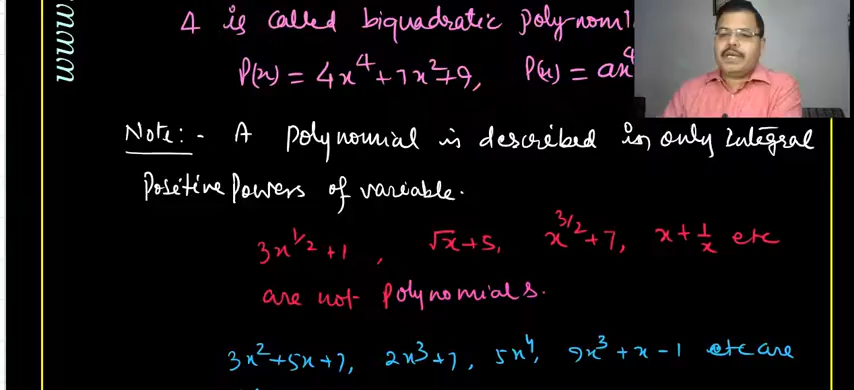 www
4 is called biquadratic polynomi
P(x) = 4x⁴+7x²+9, P(x) = ax⁴
Note:- A polynomial is described in only Integral
Positive Powers of variable.
3x^1/2 +1, √x+5, x^3/2 +7, x + 1/x etc
are not Polynomials.
3x²+5x+7, 2x³+7, 5x⁴, 9x³+x-1 etc are